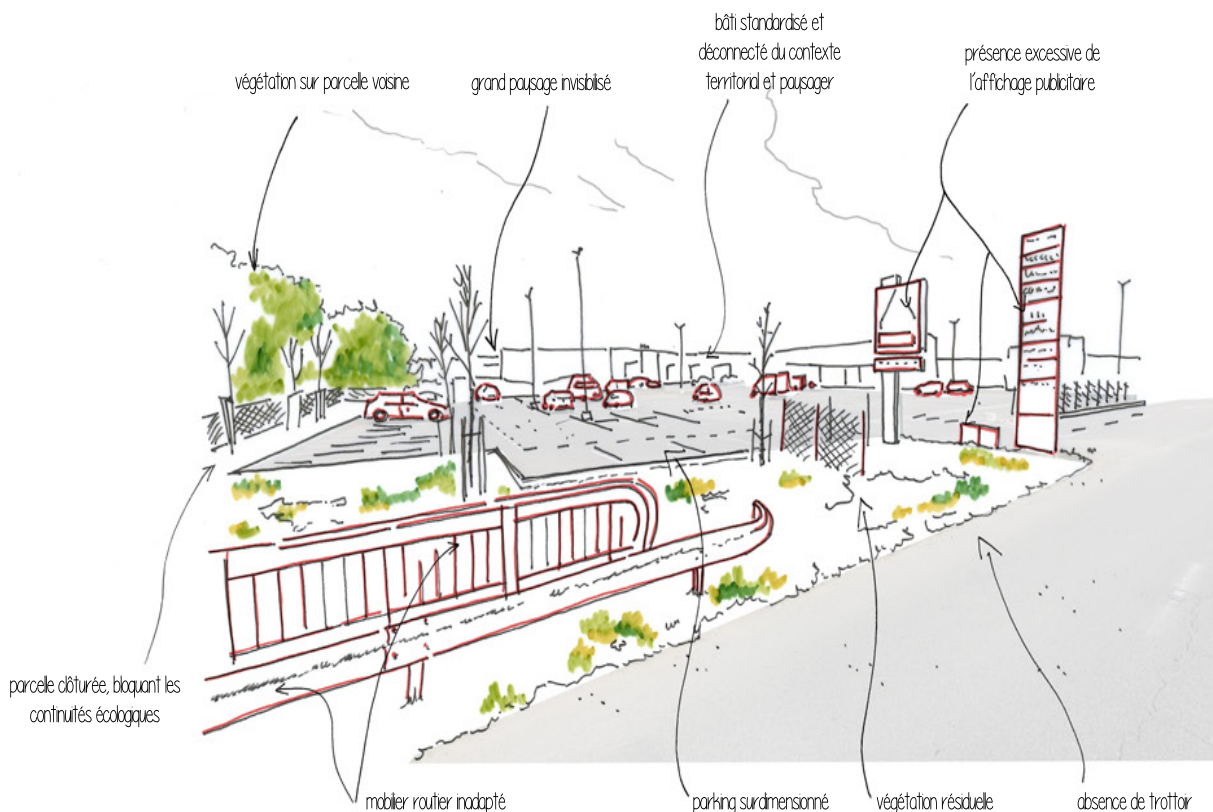 végétation sur parcelle voisine
grand paysage invisibilisé
bâti standardisé et
déconnecté du contexte
territorial et paysager
présence excessive de
l'affichage publicitaire
parcelle clôturée, bloquant les
continuités écologiques
mobilier routier inadapté
parking surdimensionné
végétation résiduelle
absence de trottoir